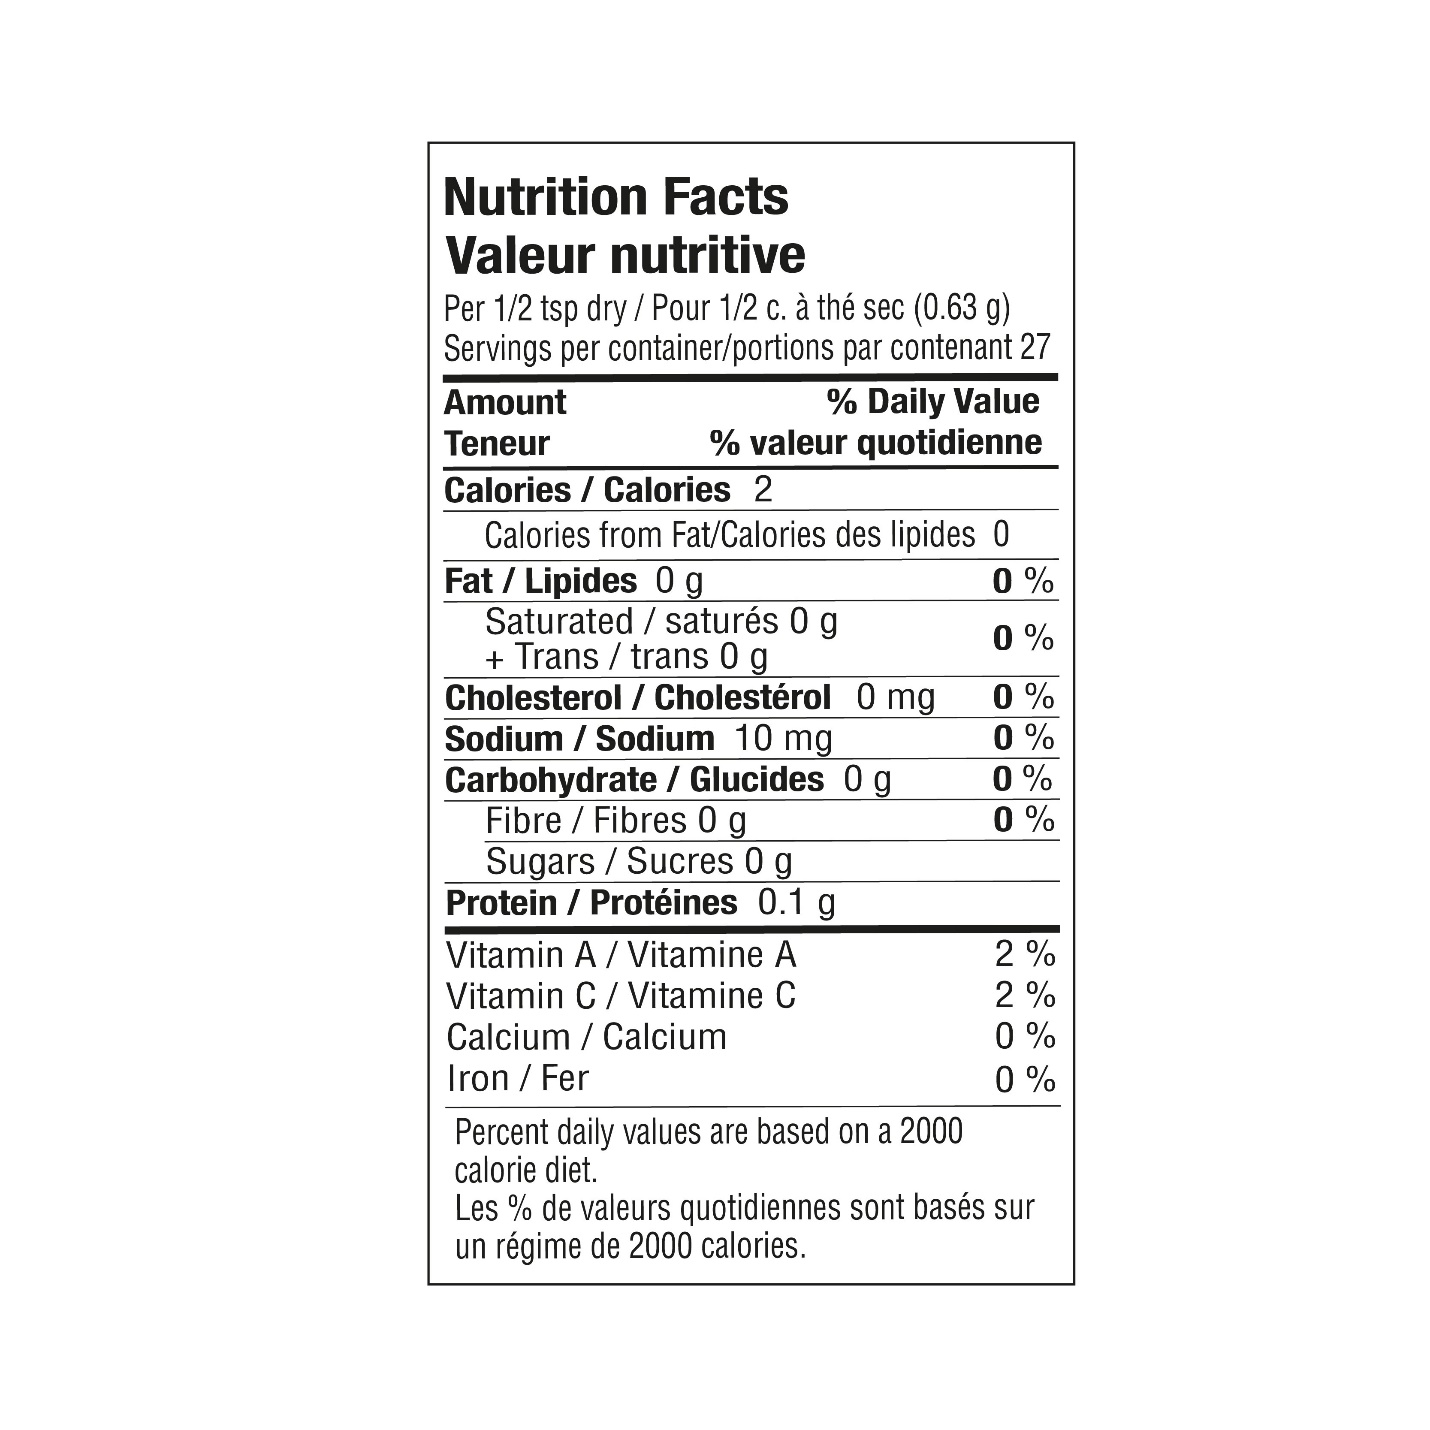 Nutrition Facts
Valeur nutritive
Per 1/2 tsp dry / Pour 1/2 c. à thé sec (0.63 g)
Servings per container/portions par contenant 27
Amount % Daily Value
Teneur % valeur quotidienne
Calories / Calories 2
Calories from Fat/Calories des lipides 0
Fat / Lipides 0 g 0 %
Saturated / saturés 0 g
+ Trans / trans 0 g 0 %
Cholesterol / Cholestérol 0 mg 0 %
Sodium / Sodium 10 mg 0 %
Carbohydrate / Glucides 0 g 0 %
Fibre / Fibres 0 g 0 %
Sugars / Sucres 0 g
Protein / Protéines 0.1 g
Vitamin A / Vitamine A 2 %
Vitamin C / Vitamine C 2 %
Calcium / Calcium 0 %
Iron / Fer 0 %
Percent daily values are based on a 2000
calorie diet.
Les % de valeurs quotidiennes sont basés sur
un régime de 2000 calories.